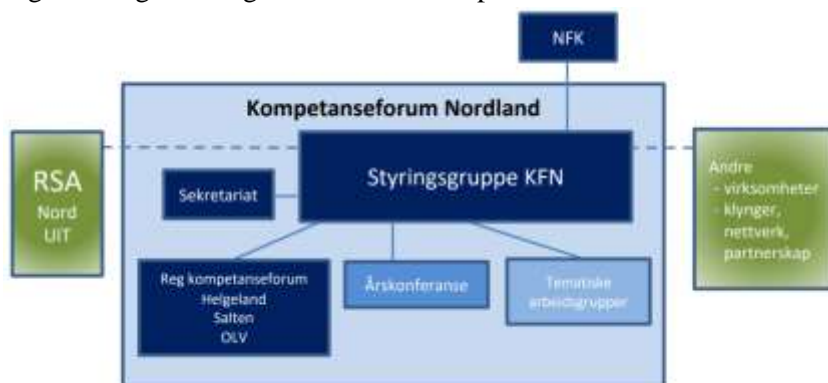 NFK
Kompetanseforum Nordland
RSA
Nord
UIT
Styringsgruppe KFN
Sekretariat
Andre
- virksomheter
- klynger,
nettverk,
partnerskap
Reg kompetanseforum
Helgeland
Salten
OLV
Årskonferanse
Tematiske
arbeidsgrupper